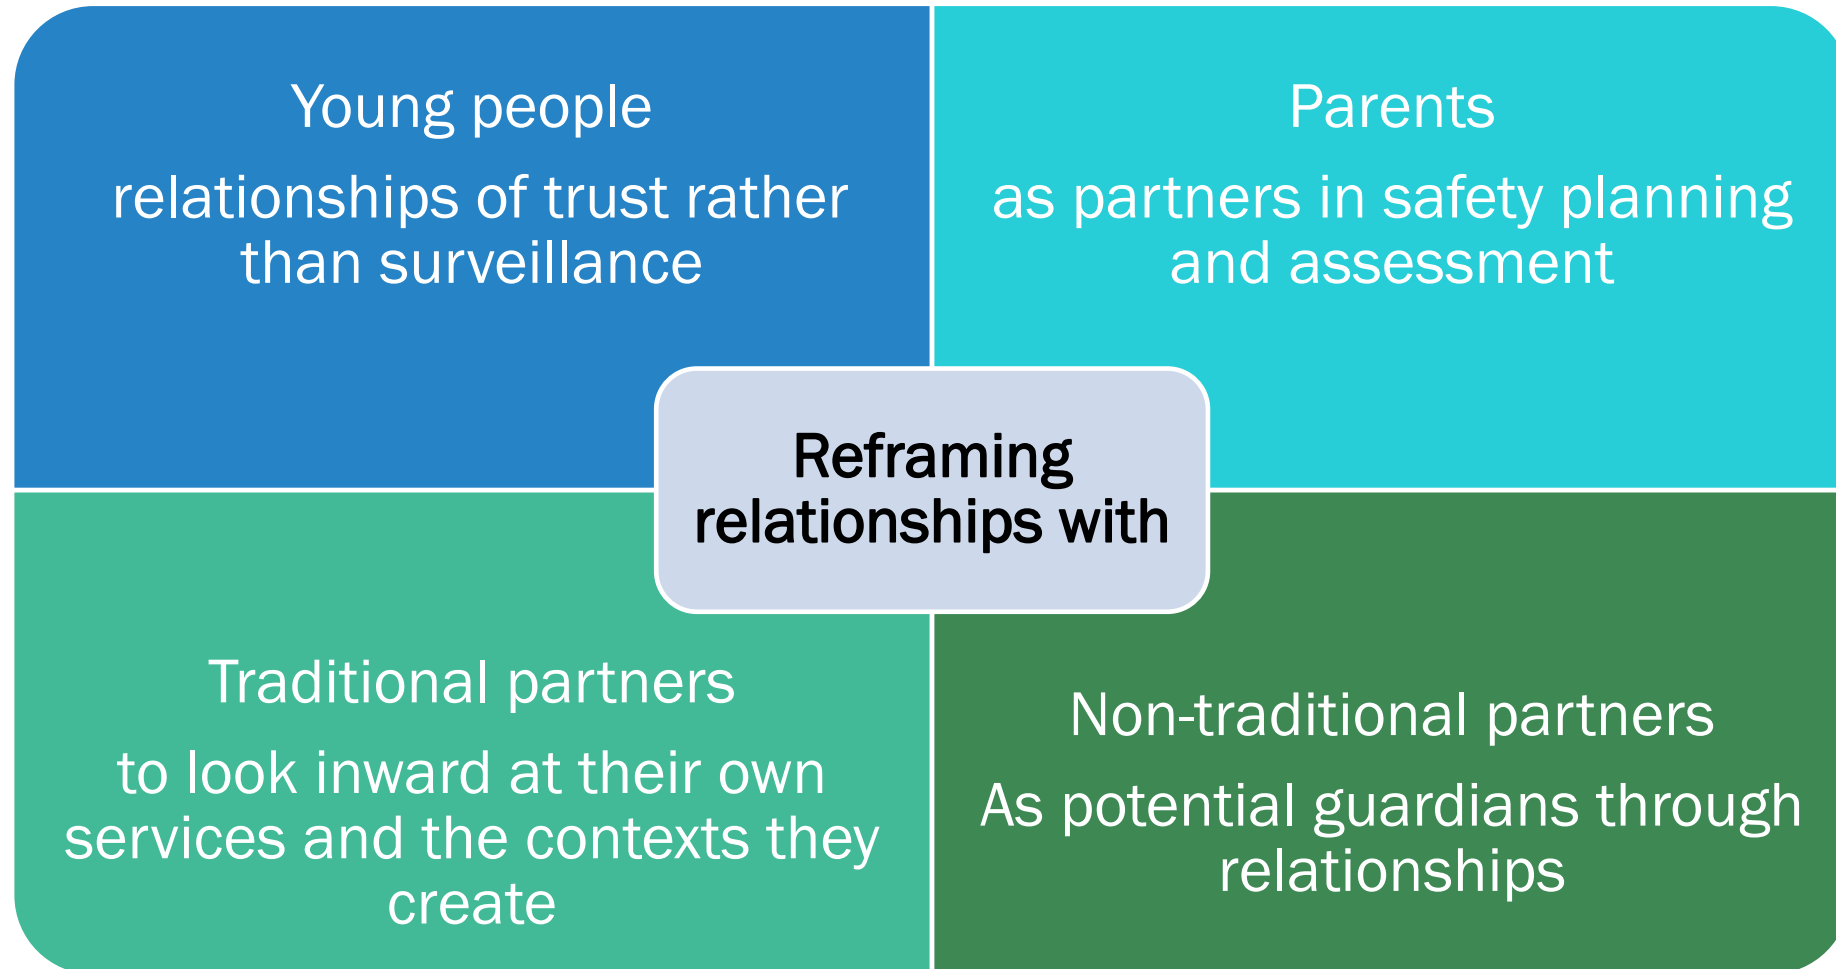 Young people
relationships of trust rather
than surveillance
Parents
as partners in safety planning
and assessment
Reframing
relationships with
Traditional partners
to look inward at their own
services and the contexts they
create
Non-traditional partners
As potential guardians through
relationships